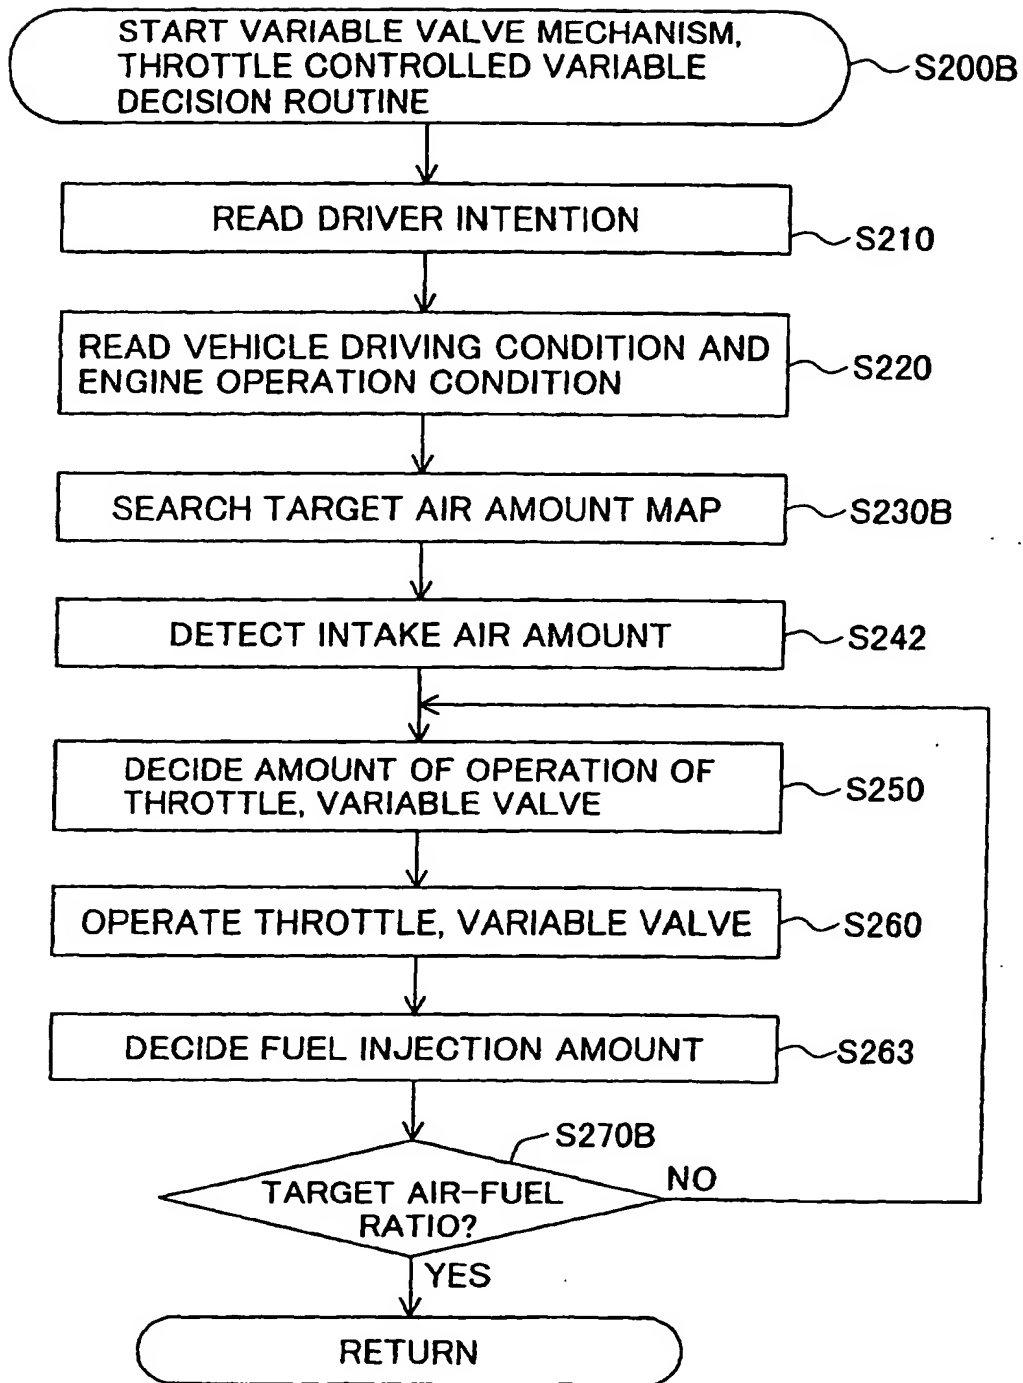 START VARIABLE VALVE MECHANISM,
THROTTLE CONTROLLED VARIABLE
DECISION ROUTINE
S200B
READ DRIVER INTENTION
S210
READ VEHICLE DRIVING CONDITION AND
ENGINE OPERATION CONDITION
S220
SEARCH TARGET AIR AMOUNT MAP
S230B
DETECT INTAKE AIR AMOUNT
S242
DECIDE AMOUNT OF OPERATION OF
THROTTLE, VARIABLE VALVE
S250
OPERATE THROTTLE, VARIABLE VALVE
S260
DECIDE FUEL INJECTION AMOUNT
S263
S270B
TARGET AIR-FUEL
RATIO?
NO
YES
RETURN